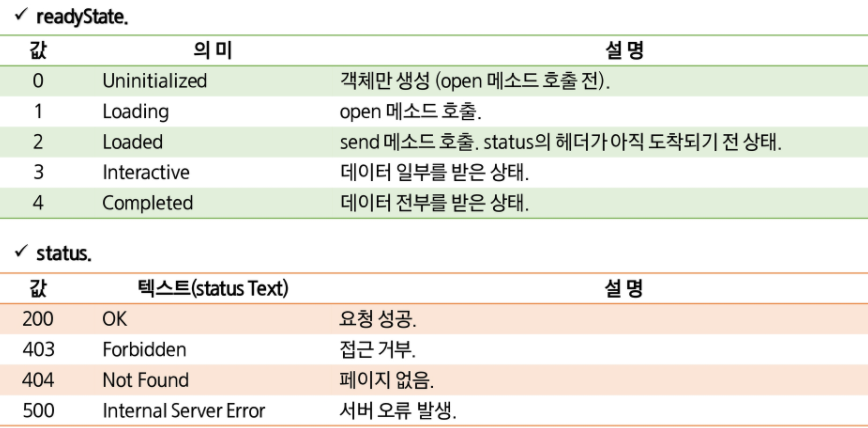 ✓ readyState.
값 의 미 설 명
0 Uninitialized 객체만 생성 (open 메소드 호출 전).
1 Loading open 메소드 호출.
2 Loaded send 메소드 호출. status의 헤더가 아직 도착되기 전 상태.
3 Interactive 데이터 일부를 받은 상태.
4 Completed 데이터 전부를 받은 상태.
✓ status.
값 텍스트(status Text) 설 명
200 OK 요청 성공.
403 Forbidden 접근 거부.
404 Not Found 페이지 없음.
500 Internal Server Error 서버 오류 발생.